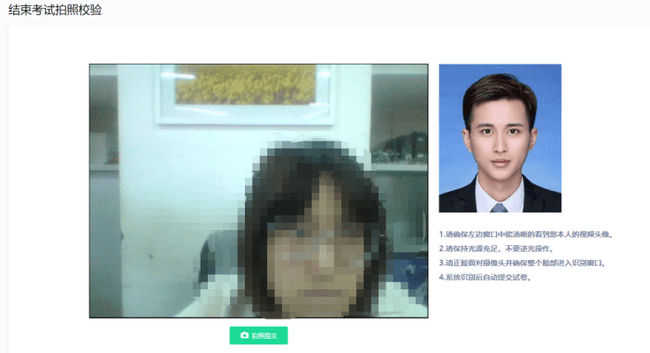 结束考试拍照校验
1.请确保左边窗口中能清晰的看到您本人的视频头像。
2.请保持光源充足，不要逆光操作。
3.请正脸面对摄像头并确保整个脸部进入识别窗口。
4.系统识别后自动提交试卷。
拍照提交